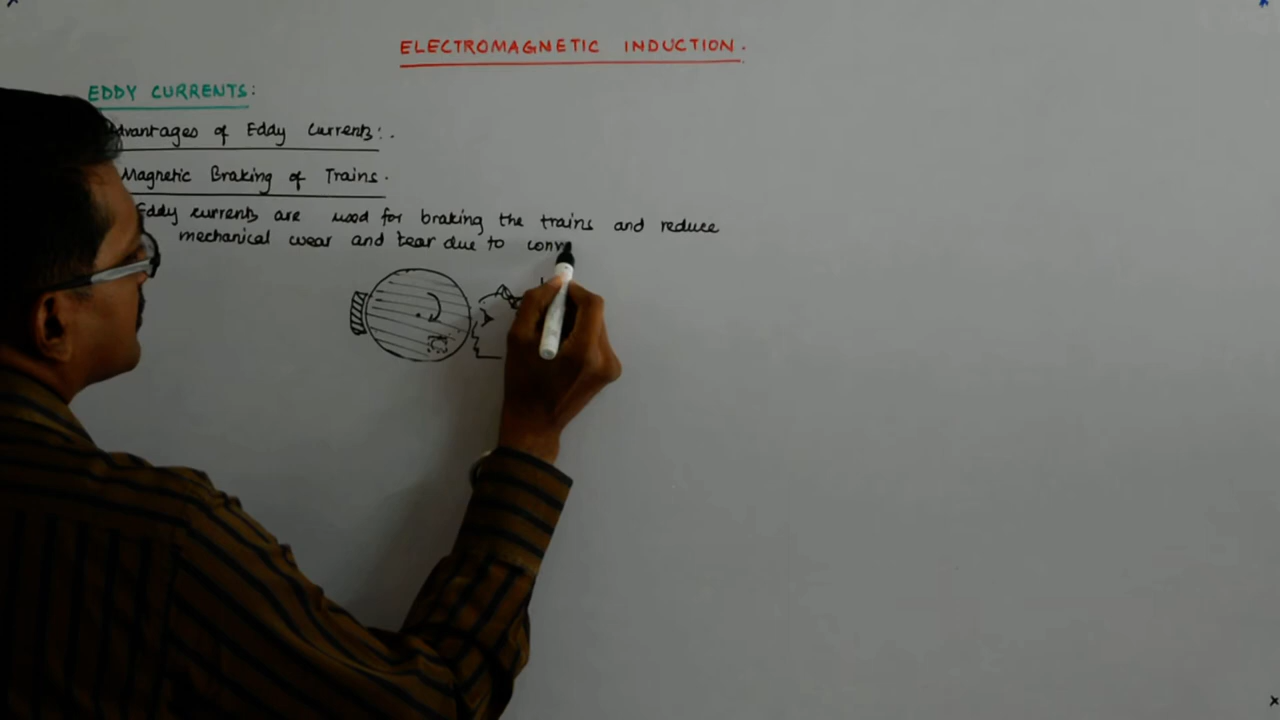 ELECTROMAGNETIC INDUCTION.
EDDY CURRENTS:
dvantages of Eddy Currents:.
Magnetic Braking of Trains.
Eddy currents are used for braking the trains and reduce
mechanical wear and tear due to conv